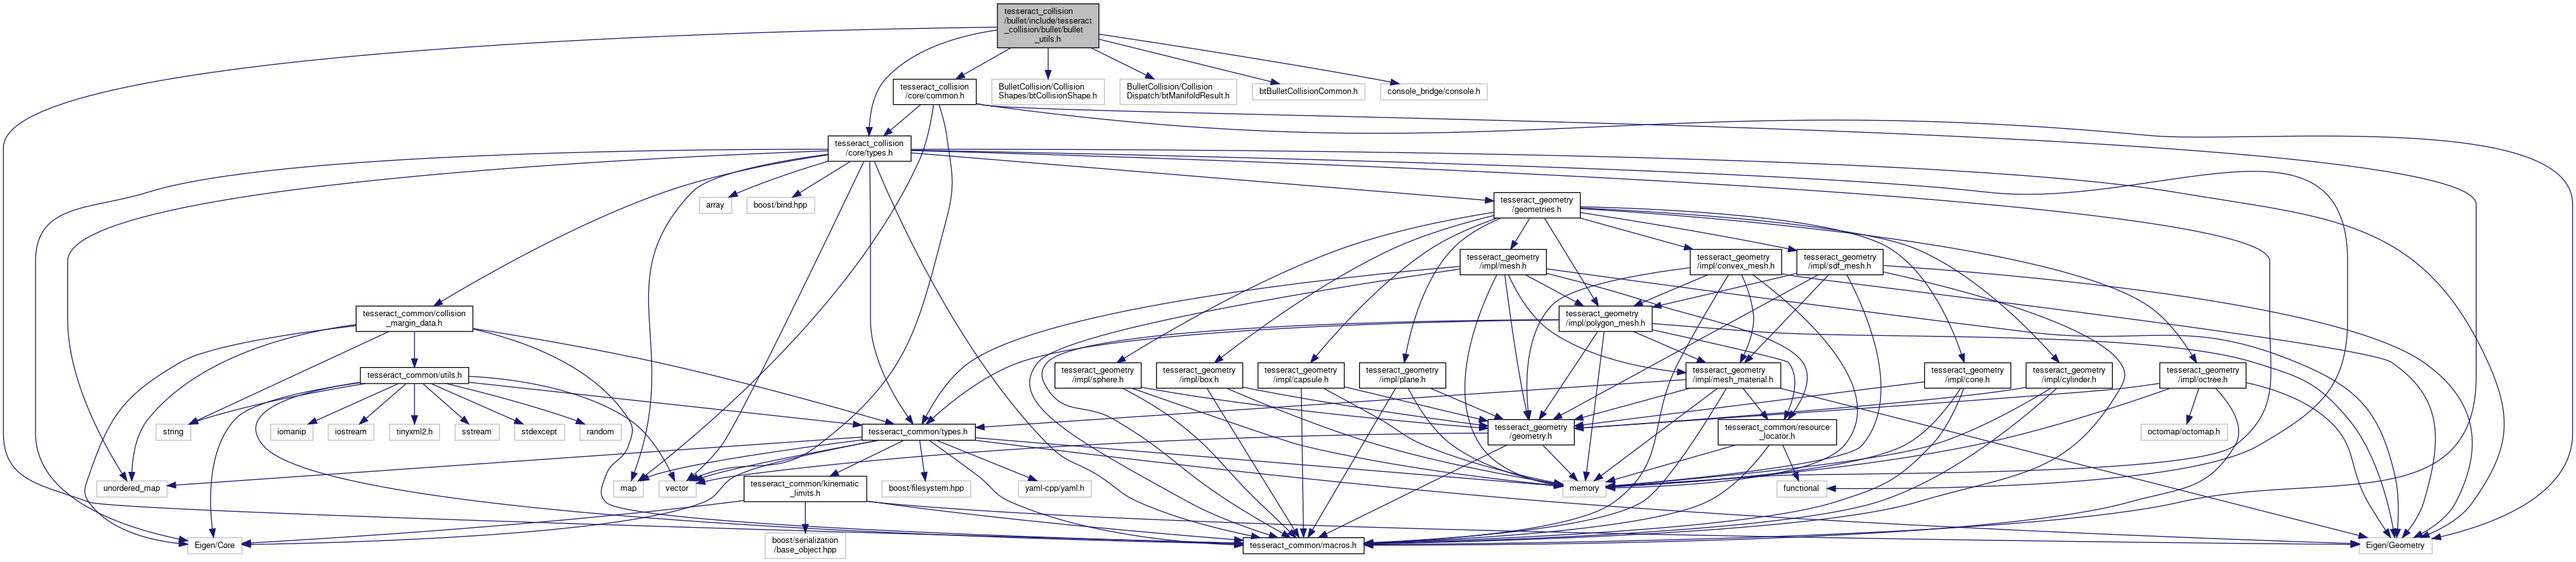 tesseract_collision
/bullet/include/tesseract
_collision/bullet/bullet
_utils.h
tesseract_collision
/core/common.h
BulletCollision/Collision
Shapes/btCollisionShape.h
BulletCollision/Collision
Dispatch/btManifoldResult.h
btBulletCollisionCommon.h
console_bridge/console.h
tesseract_collision
/core/types.h
array
boost/bind.hpp
tesseract_geometry
/geometries.h
tesseract_geometry
/impl/mesh.h
tesseract_geometry
/impl/convex_mesh.h
tesseract_geometry
/impl/sdf_mesh.h
tesseract_common/collision
_margin_data.h
tesseract_geometry
/impl/polygon_mesh.h
tesseract_common/utils.h
tesseract_geometry
/impl/sphere.h
tesseract_geometry
/impl/box.h
tesseract_geometry
/impl/capsule.h
tesseract_geometry
/impl/plane.h
tesseract_geometry
/impl/mesh_material.h
tesseract_geometry
/impl/cone.h
tesseract_geometry
/impl/cylinder.h
tesseract_geometry
/impl/octree.h
string
iomanip
iostream
tinyxml2.h
sstream
stdexcept
random
tesseract_common/types.h
tesseract_geometry
/geometry.h
tesseract_common/resource
_locator.h
octomap/octomap.h
unordered_map
map
vector
tesseract_common/kinematic
_limits.h
boost/filesystem.hpp
yaml-cpp/yaml.h
memory
functional
Eigen/Core
boost/serialization
/base_object.hpp
tesseract_common/macros.h
Eigen/Geometry